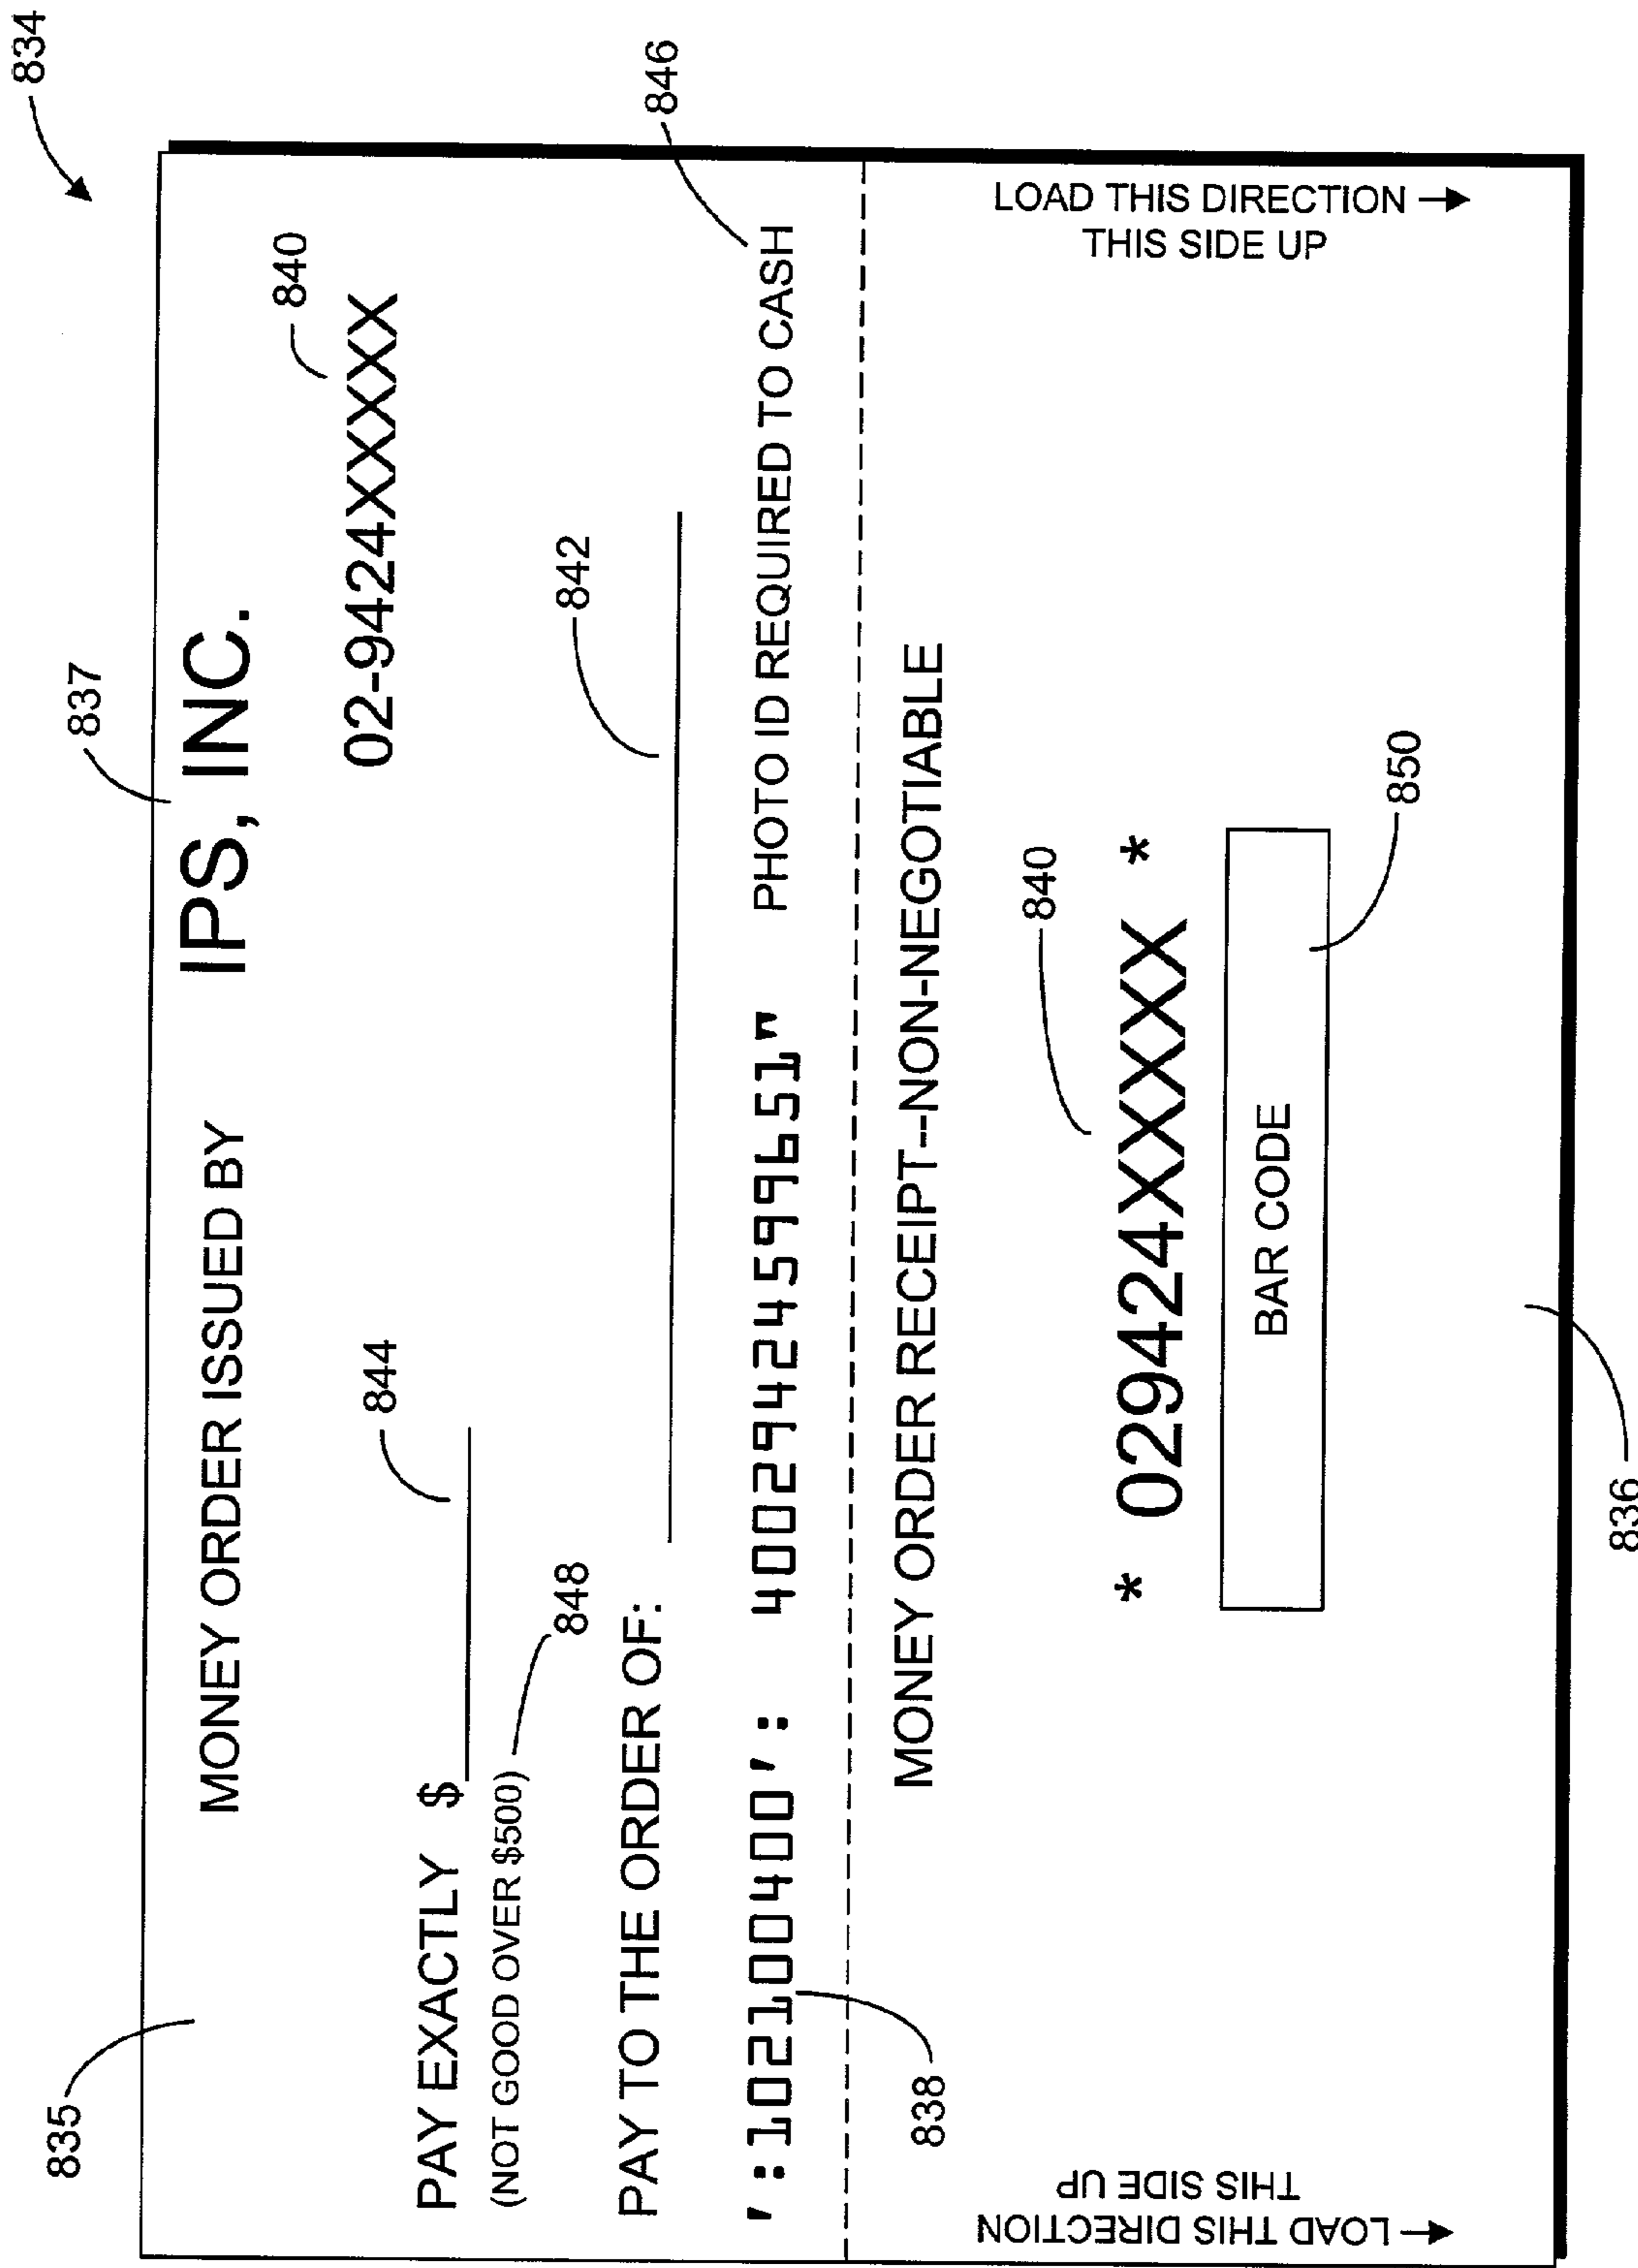 834
837
835
MONEY ORDER ISSUED BY IPS, INC.
840
02-9424XXXXX
844
PAY EXACTLY $
(NOT GOOD OVER $500)
848
842
PAY TO THE ORDER OF:
846
':102100400': 40029424599651" PHOTO ID REQUIRED TO CASH
838
MONEY ORDER RECEIPT--NON-NEGOTIABLE
LOAD THIS DIRECTION →
THIS SIDE UP
← LOAD THIS DIRECTION
THIS SIDE UP
840
* 029424XXXXX *
BAR CODE
850
836